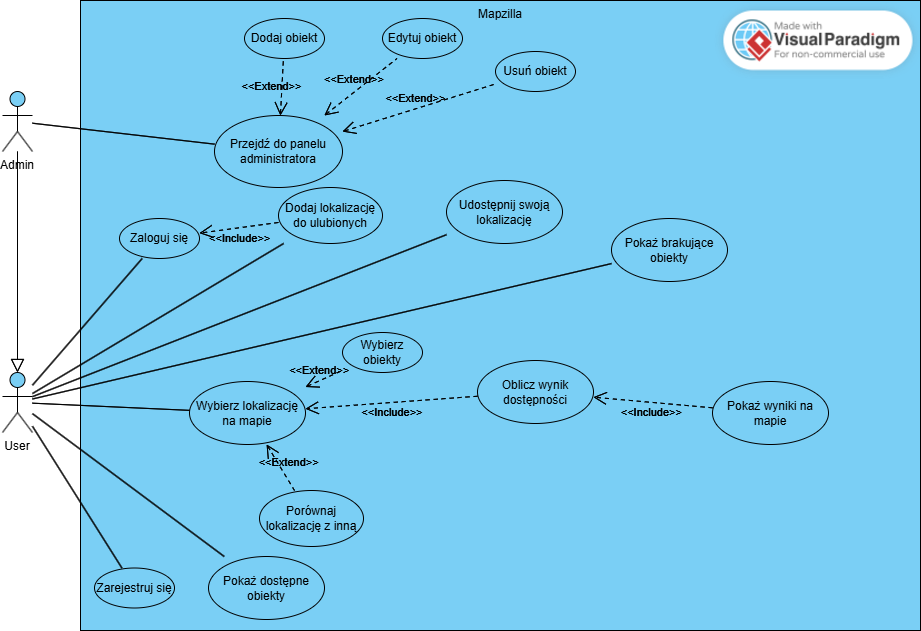 Mapzilla
Made with
VisualParadigm
For non-commercial use
Dodaj obiekt
Edytuj obiekt
Usuń obiekt
<<Extend>>
<<Extend>>
<<Extend>>
Przejdź do panelu
administratora
Admin
Dodaj lokalizację
do ulubionych
Udostępnij swoją
lokalizację
Zaloguj się
<<Include>>
Pokaż brakujące
obiekty
Wybierz
obiekty
<<Extend>>
Oblicz wynik
dostępności
Wybierz lokalizację
na mapie
<<Include>>
<<Include>>
Pokaż wyniki na
mapie
User
<<Extend>>
Porównaj
lokalizację z inną
Zarejestruj się
Pokaż dostępne
obiekty